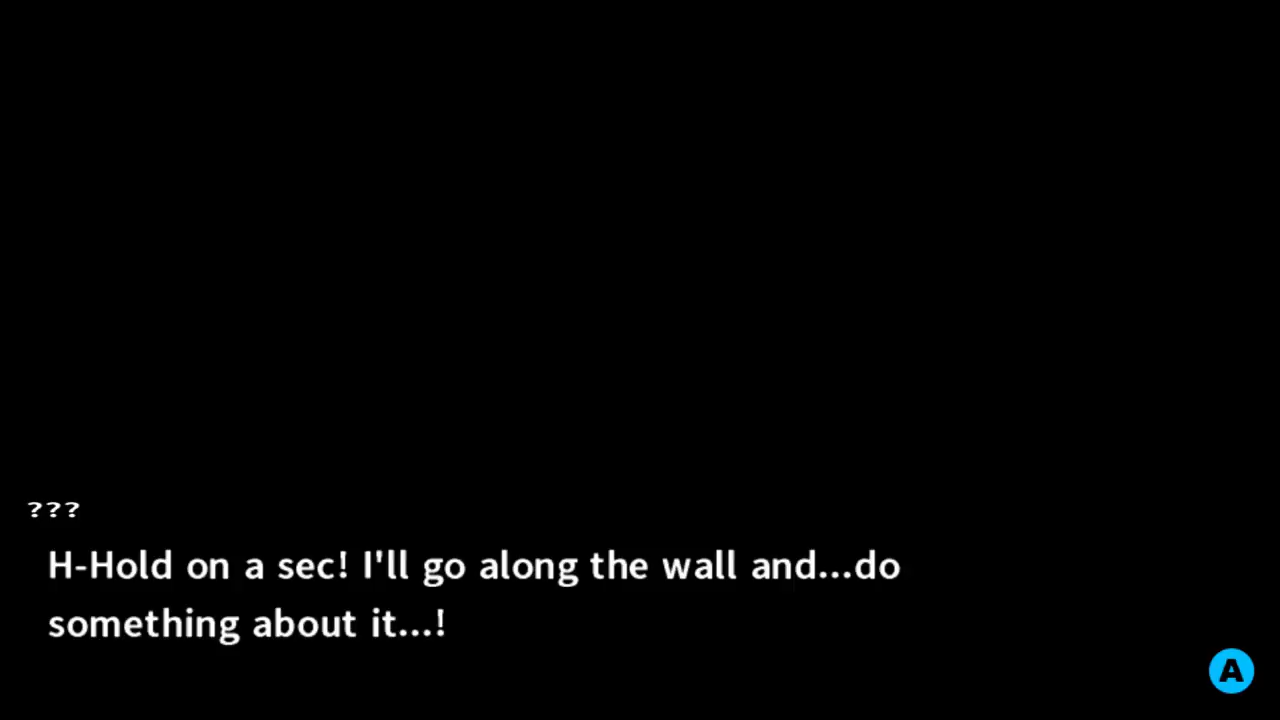 ???
H-Hold on a sec! I'll go along the wall and...do
something about it...!
A